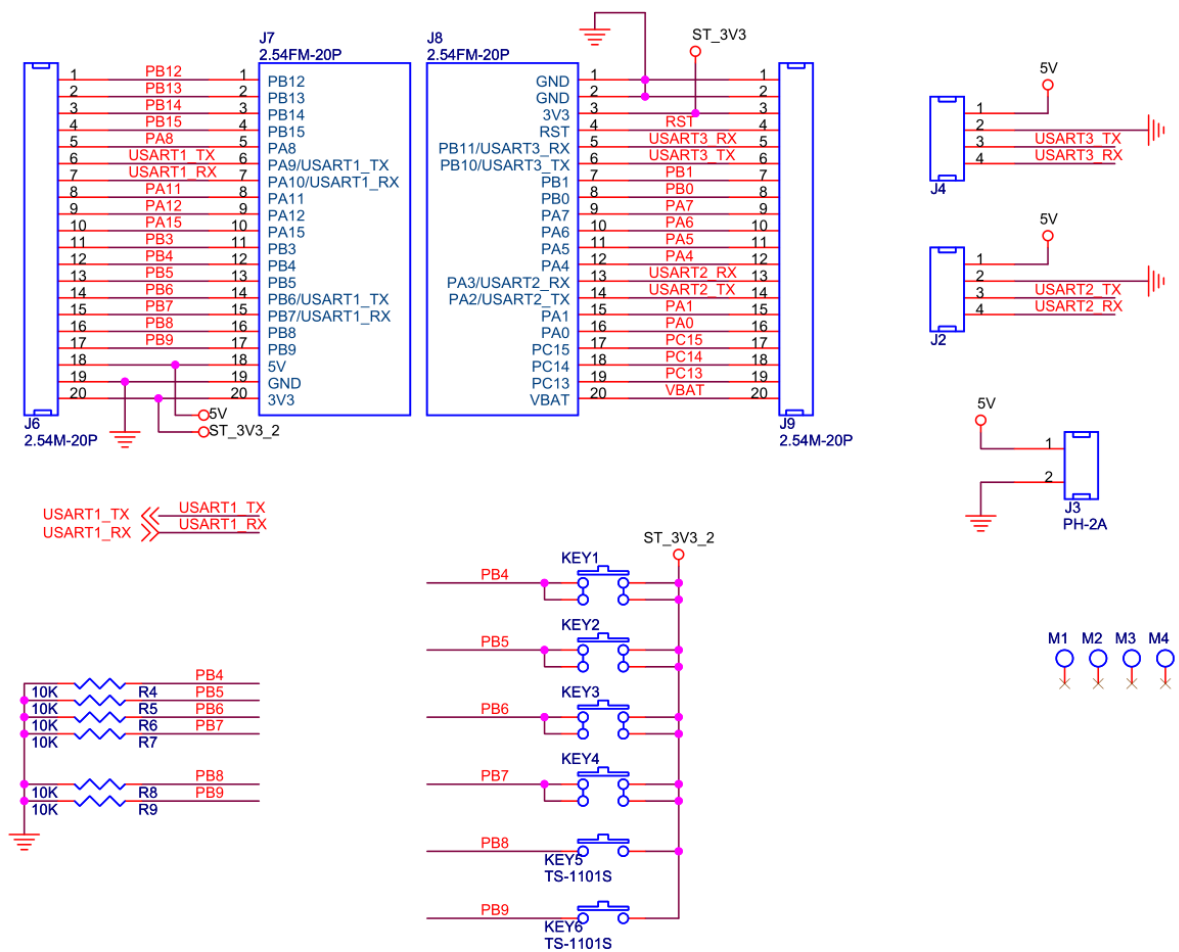 J7
2.54FM-20P
1 PB12 1 PB12
2 PB13 2 PB13
3 PB14 3 PB14
4 PB15 4 PB15
5 PA8 5 PA8
6 USART1_TX 6 PA9/USART1_TX
7 USART1_RX 7 PA10/USART1_RX
8 PA11 8 PA11
9 PA12 9 PA12
10 PA15 10 PA15
11 PB3 11 PB3
12 PB4 12 PB4
13 PB5 13 PB5
14 PB6 14 PB6/USART1_TX
15 PB7 15 PB7/USART1_RX
16 PB8 16 PB8
17 PB9 17 PB9
18 18 5V
19 19 GND
20 20 3V3
5V
ST_3V3_2
J6
2.54M-20P
J8
2.54FM-20P
ST_3V3
GND 1 1
GND 2 2
3V3 3 3
RST 4 RST 4
PB11/USART3_RX 5 USART3_RX 5
PB10/USART3_TX 6 USART3_TX 6
PB1 7 PB1 7
PB0 8 PB0 8
PA7 9 PA7 9
PA6 10 PA6 10
PA5 11 PA5 11
PA4 12 PA4 12
PA3/USART2_RX 13 USART2_RX 13
PA2/USART2_TX 14 USART2_TX 14
PA1 15 PA1 15
PA0 16 PA0 16
PC15 17 PC15 17
PC14 18 PC14 18
PC13 19 PC13 19
VBAT 20 VBAT 20
J9
2.54M-20P
5V
1
2
3 USART3_TX
4 USART3_RX
J4
5V
1
2
3 USART2_TX
4 USART2_RX
J2
5V
1
2
J3
PH-2A
USART1_TX USART1_TX
USART1_RX USART1_RX
ST_3V3_2
KEY1
PB4
KEY2
PB5
KEY3
PB6
KEY4
PB7
PB8
KEY5
TS-1101S
PB9
KEY6
TS-1101S
PB4
10K R4 PB5
10K R5 PB6
10K R6 PB7
10K R7
PB8
10K R8 PB9
10K R9
M1 M2 M3 M4